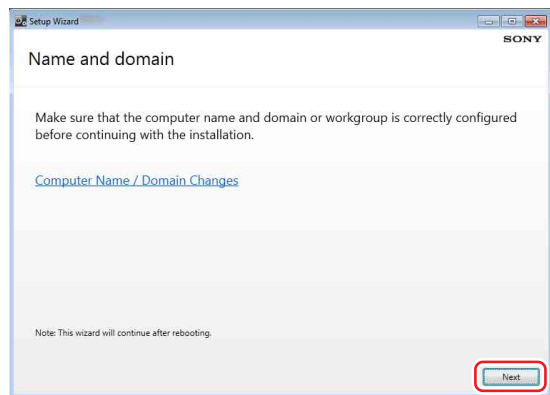 Setup Wizard
SONY
Name and domain
Make sure that the computer name and domain or workgroup is correctly configured
before continuing with the installation.
Computer Name / Domain Changes
Note: This wizard will continue after rebooting.
Next